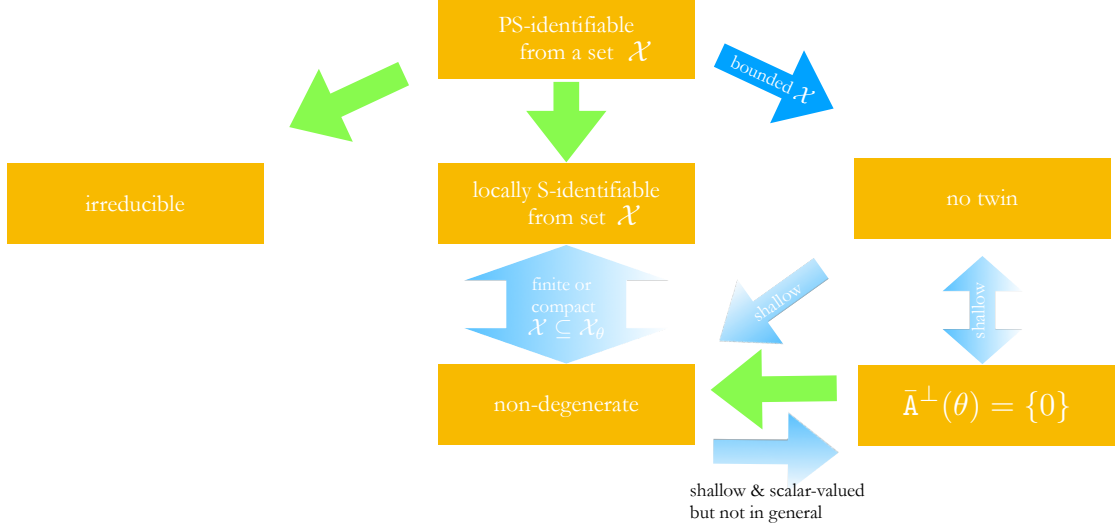 PS-identifiable
from a set 𝒳
bounded 𝒳
irreducible
locally S-identifiable
from set 𝒳
no twin
finite or
compact
𝒳 ⊆ 𝒳_θ
shallow
shallow
non-degenerate
Ā^⊥(θ) = {0}
shallow & scalar-valued
but not in general